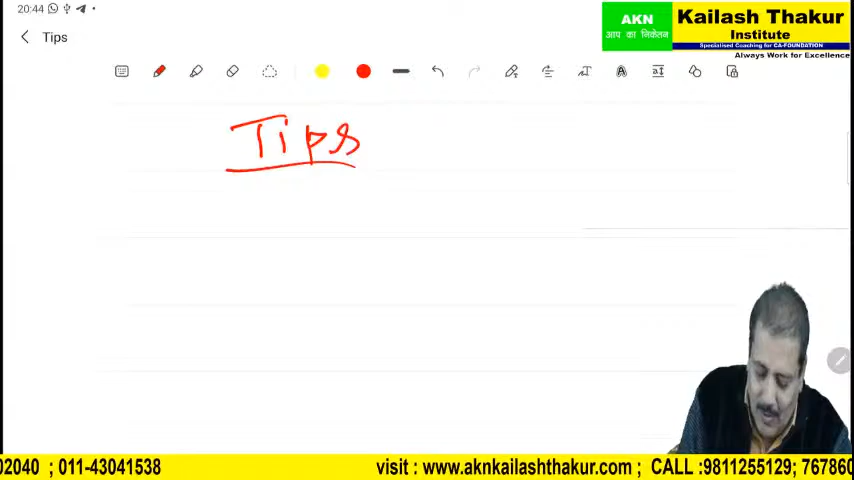 20:44
AKN
आप का निकेतन
Kailash Thakur
Institute
Specialised Coaching for CA-FOUNDATION
Always Work for Excellence
Tips
Tips
02040 ; 011-43041538
visit : www.aknkailashthakur.com ; CALL :9811255129; 767860